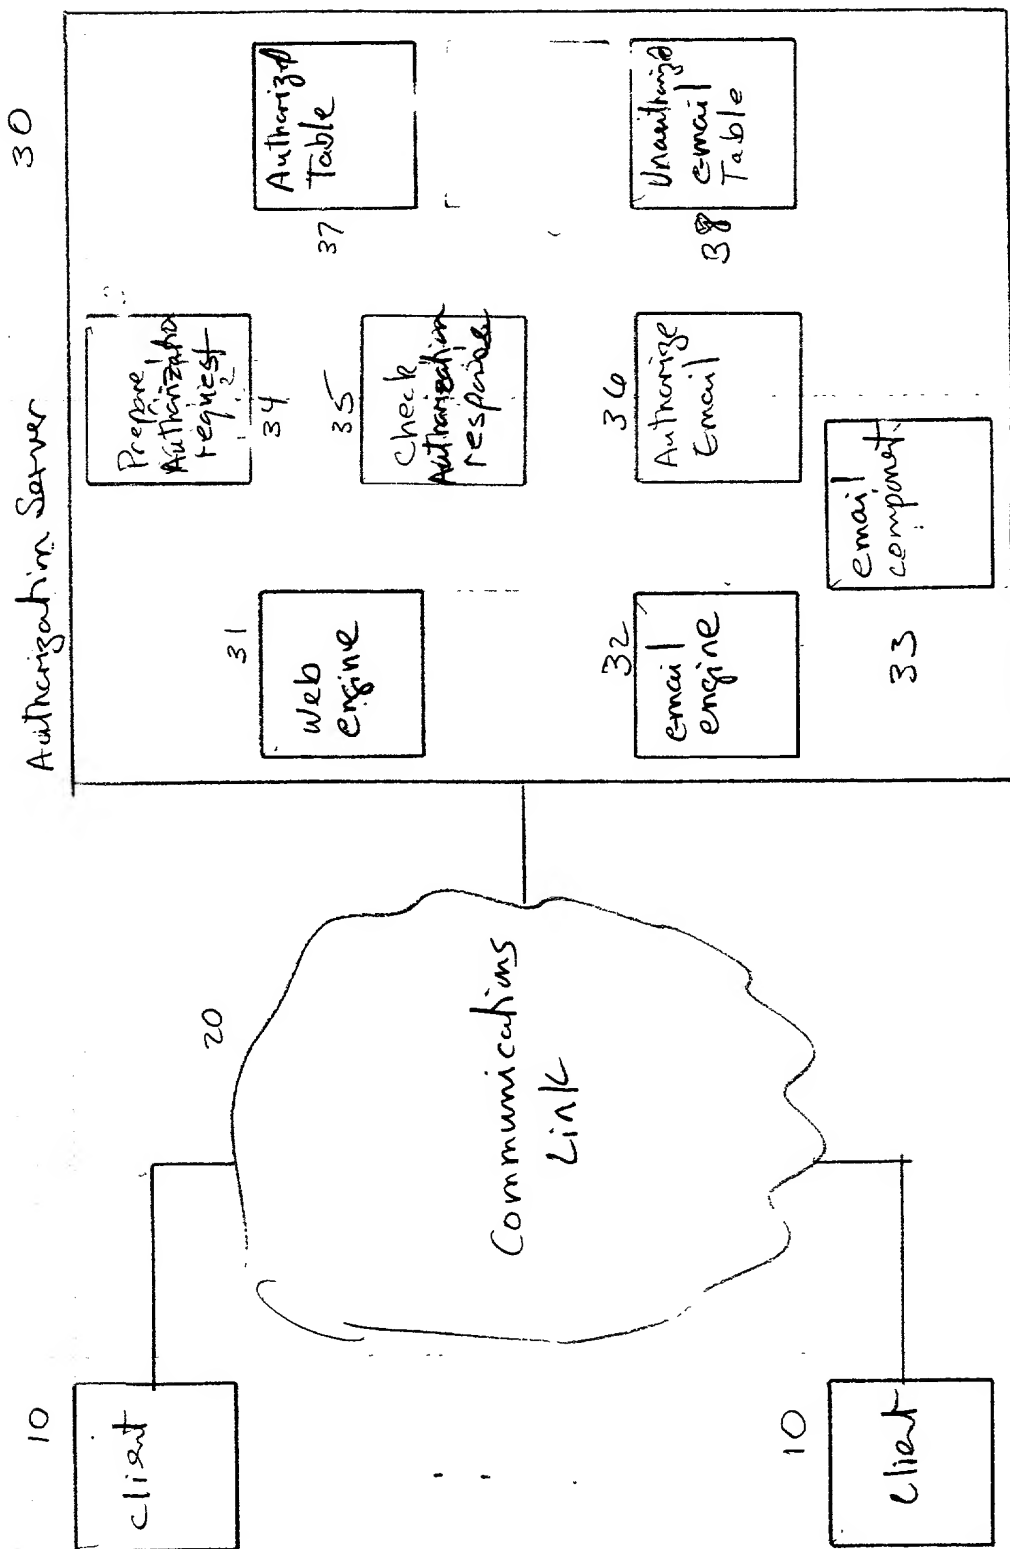 Authorization Server
30
10
Client
20
Communications
Link
10
Client
31
Web
engine
32
email
engine
33
email
component
Prepare
Authorization
request
34
35
Check
Authorization
response
36
Authorize
Email
37
Authorized
Table
38
Unauthorized
email
Table